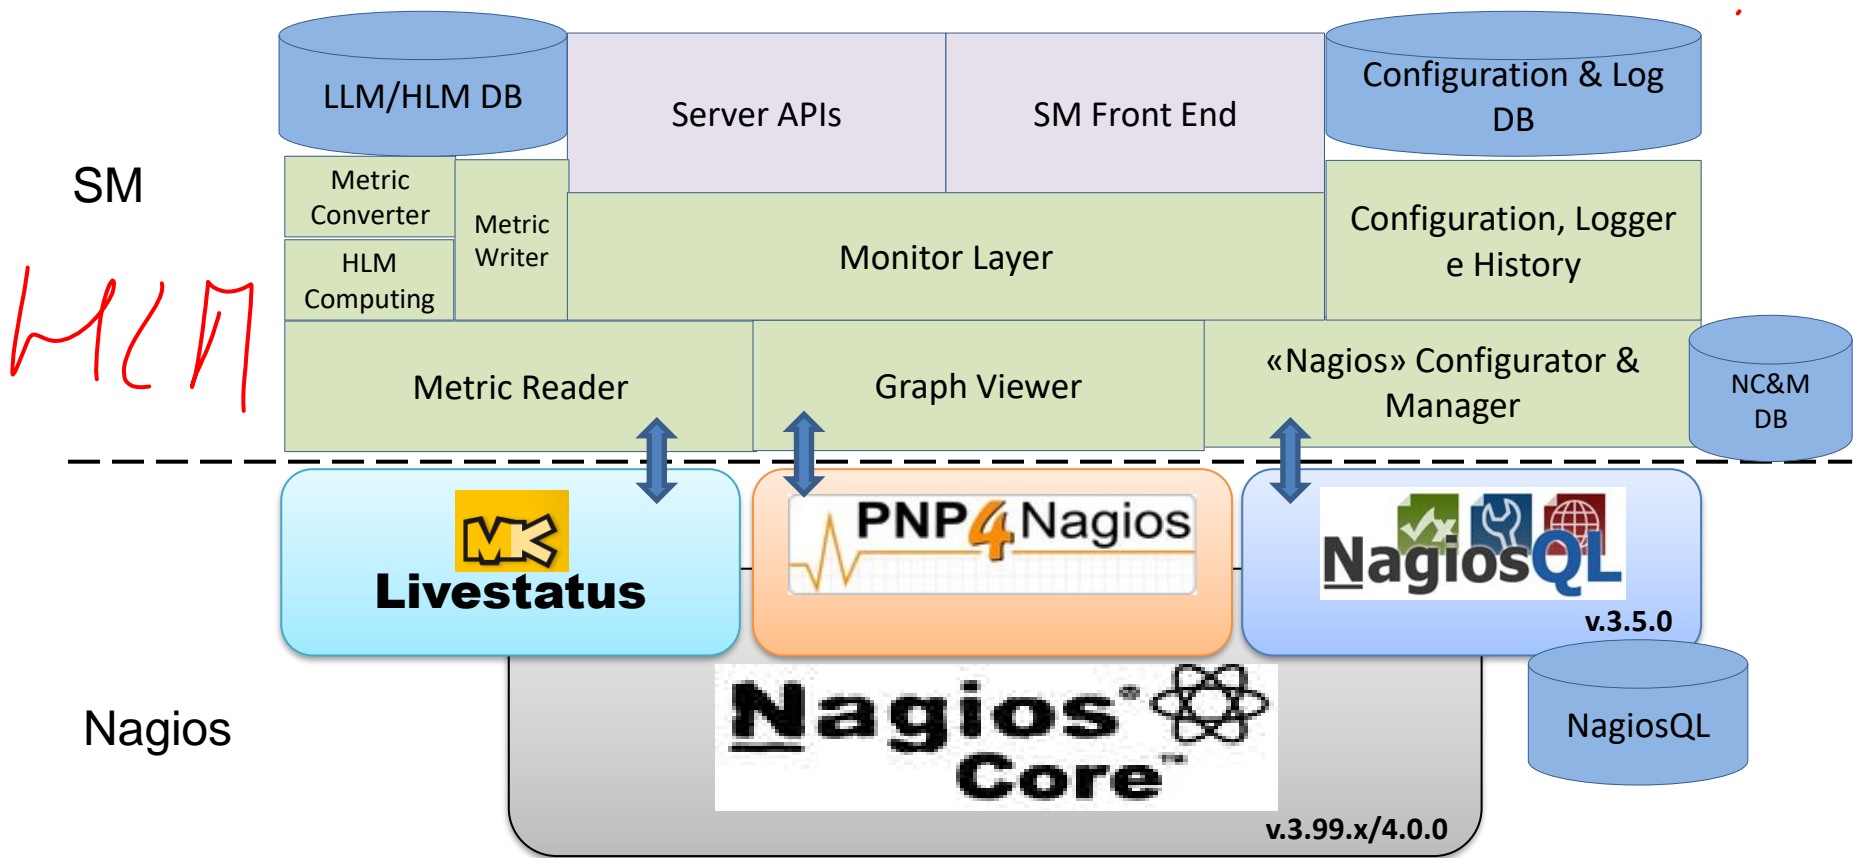 LLM/HLM DB
Server APIs
SM Front End
Configuration & Log
DB
SM
Metric
Converter
Metric
Writer
HLM
Computing
Monitor Layer
Configuration, Logger
e History
Metric Reader
Graph Viewer
«Nagios» Configurator &
Manager
NC&M
DB
MK
Livestatus
PNP4Nagios
NagiosQL
v.3.5.0
Nagios
Nagios®
Core™
v.3.99.x/4.0.0
NagiosQL